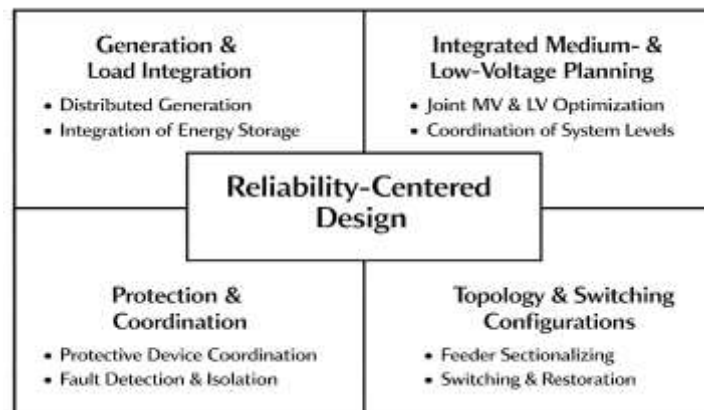 Generation &
Load Integration
• Distributed Generation
• Integration of Energy Storage
Integrated Medium- &
Low-Voltage Planning
• Joint MV & LV Optimization
• Coordination of System Levels
Reliability-Centered
Design
Protection &
Coordination
• Protective Device Coordination
• Fault Detection & Isolation
Topology & Switching
Configurations
• Feeder Sectionalizing
• Switching & Restoration